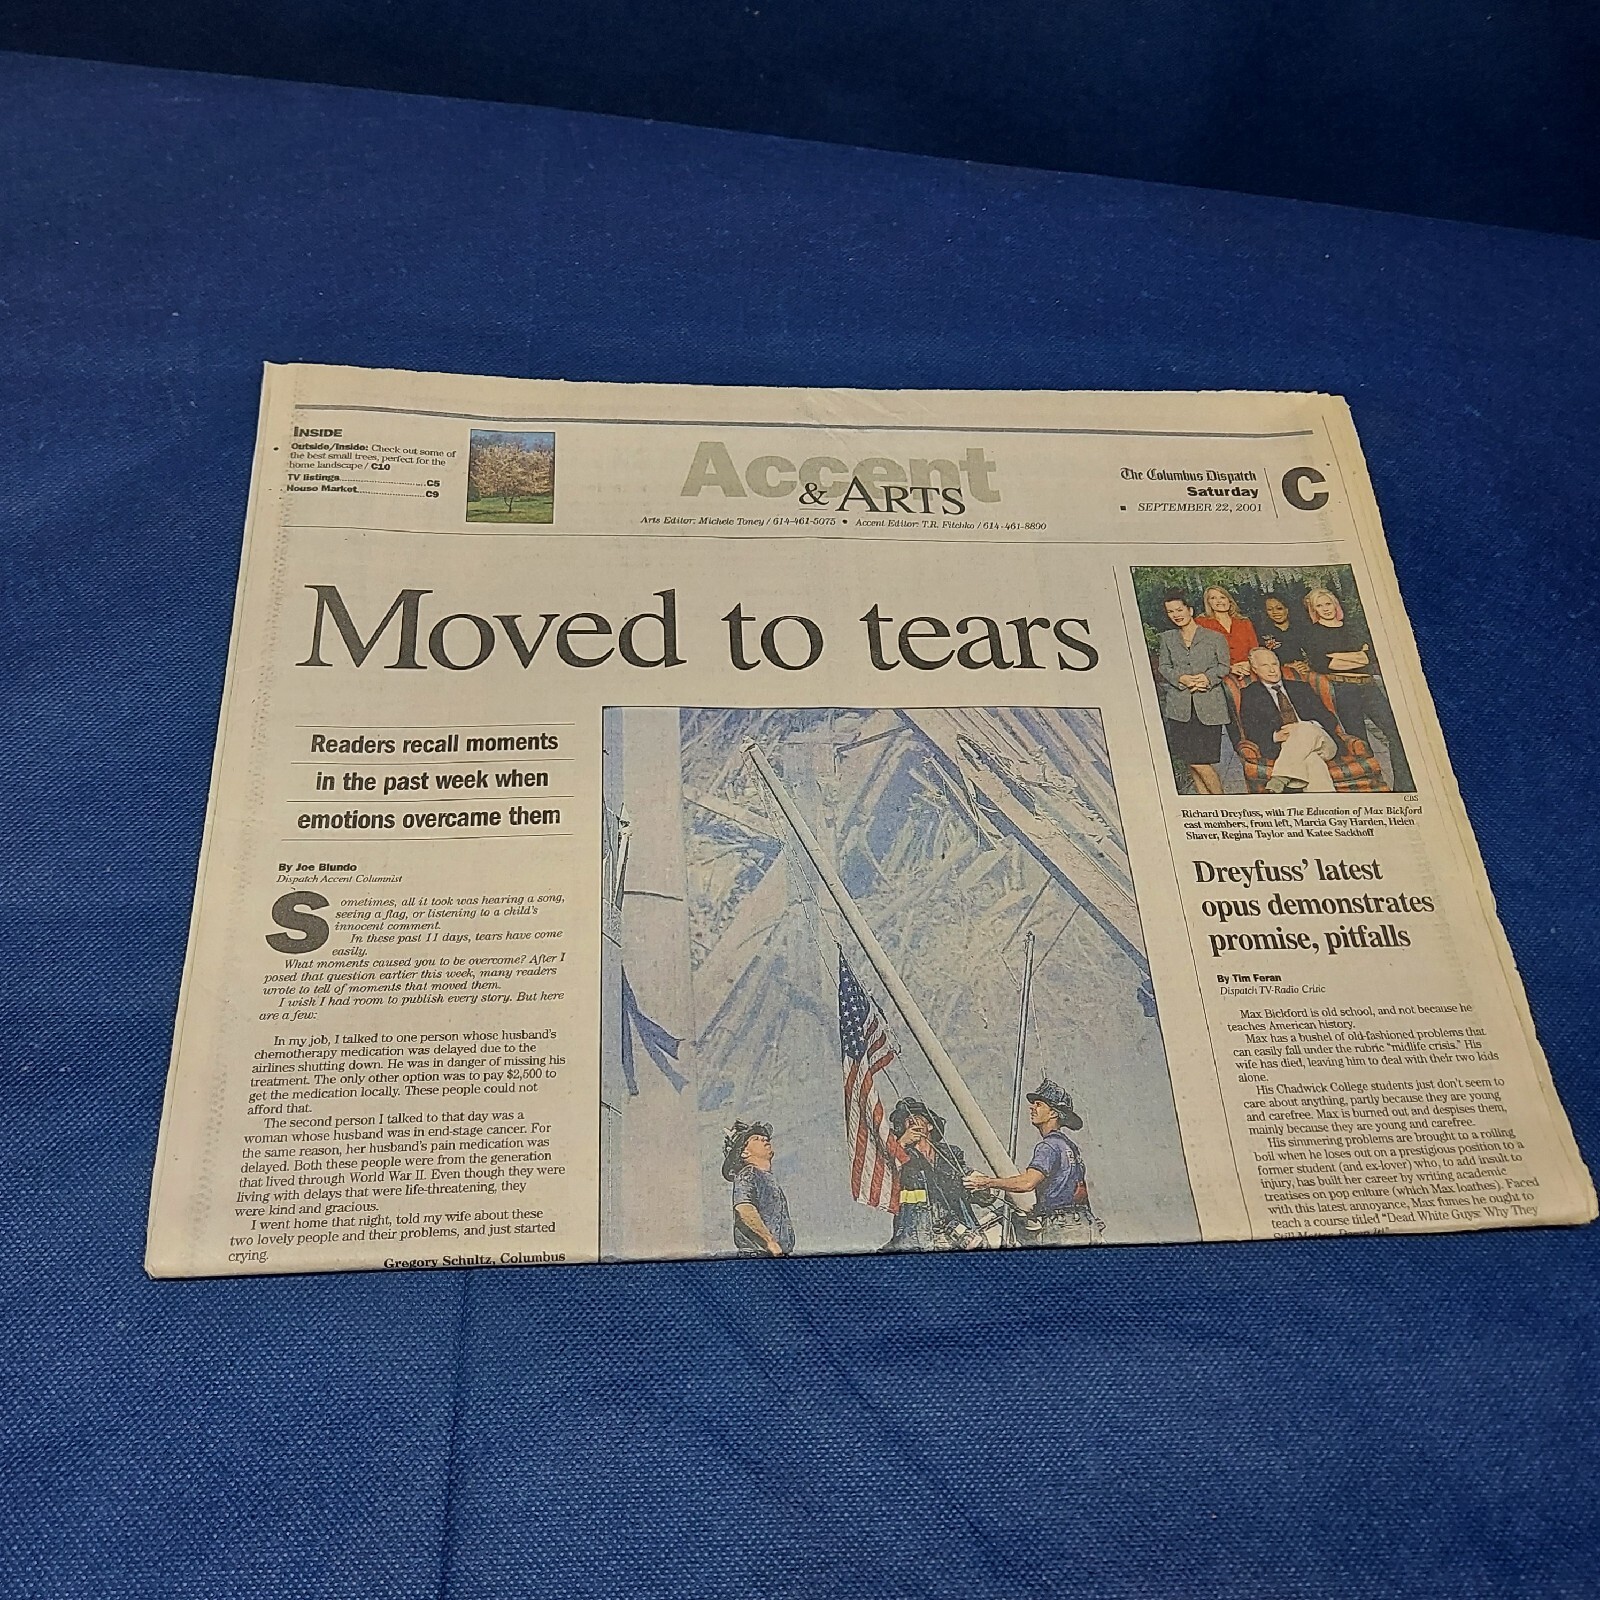 INSIDE
Outside/Inside: Check out some of
the best small trees, perfect for the
home landscape / C10
TV listings..............................C5
House Market......................C9
Accent
& ARTS
Arts Editor: Michele Toney / 614-461-5075 • Accent Editor: T.R. Fitchko / 614-461-8890
The Columbus Dispatch
Saturday
SEPTEMBER 22, 2001
C
Moved to tears
Readers recall moments
in the past week when
emotions overcame them
By Joe Blundo
Dispatch Accent Columnist
Sometimes, all it took was hearing a song,
seeing a flag, or listening to a child's
innocent comment.
In these past 11 days, tears have come
easily.
What moments caused you to be overcome? After I
posed that question earlier this week, many readers
wrote to tell of moments that moved them.
I wish I had room to publish every story. But here
are a few:
In my job, I talked to one person whose husband's
chemotherapy medication was delayed due to the
airlines shutting down. He was in danger of missing his
treatment. The only other option was to pay $2,500 to
get the medication locally. These people could not
afford that.
The second person I talked to that day was a
woman whose husband was in end-stage cancer. For
the same reason, her husband's pain medication was
delayed. Both these people were from the generation
that lived through World War II. Even though they were
living with delays that were life-threatening, they
were kind and gracious.
I went home that night, told my wife about these
two lovely people and their problems, and just started
crying.
Gregory Schultz, Columbus
CBS
Richard Dreyfuss, with The Education of Max Bickford
cast members, from left, Marcia Gay Harden, Helen
Shaver, Regina Taylor and Katee Sackhoff
Dreyfuss' latest
opus demonstrates
promise, pitfalls
By Tim Feran
Dispatch TV-Radio Critic
Max Bickford is old school, and not because he
teaches American history.
Max has a bushel of old-fashioned problems that
can easily fall under the rubric "midlife crisis." His
wife has died, leaving him to deal with their two kids
alone.
His Chadwick College students just don't seem to
care about anything, partly because they are young
and carefree. Max is burned out and despises them,
mainly because they are young and carefree.
His simmering problems are brought to a roiling
boil when he loses out on a prestigious position to a
former student (and ex-lover) who, to add insult to
injury, has built her career by writing academic
treatises on pop culture (which Max loathes). Faced
with this latest annoyance, Max fumes he ought to
teach a course titled "Dead White Guys: Why They